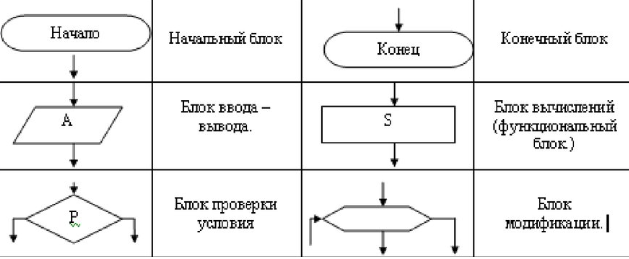 Начало
Начальный блок
Конец
Конечный блок
A
Блок ввода –
вывода.
S
Блок вычислений
(функциональный
блок.)
P
Блок проверки
условия
Блок
модификации.